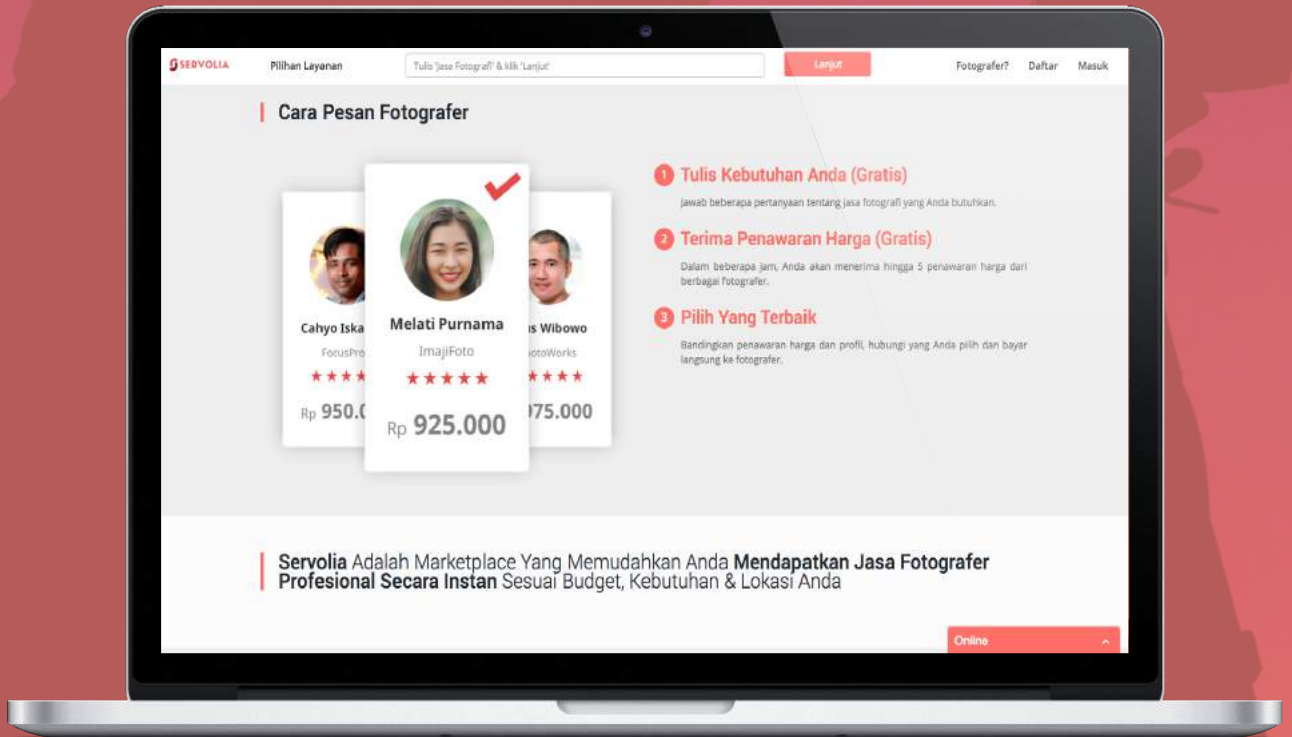 SERVOLIA
Pilihan Layanan
Tulis 'Jasa Fotografi' & klik 'Lanjut'
Lanjut
Fotografer?
Daftar
Masuk
Cara Pesan Fotografer
Cahyo Iska
FocusPro
Rp 950.0
Melati Purnama
ImajiFoto
Rp 925.000
s Wibowo
otoWorks
975.000
1 Tulis Kebutuhan Anda (Gratis)
Jawab beberapa pertanyaan tentang jasa fotografi yang Anda butuhkan.
2 Terima Penawaran Harga (Gratis)
Dalam beberapa jam, Anda akan menerima hingga 5 penawaran harga dari
berbagai fotografer.
3 Pilih Yang Terbaik
Bandingkan penawaran harga dan profil, hubungi yang Anda pilih dan bayar
langsung ke fotografer.
Servolia Adalah Marketplace Yang Memudahkan Anda Mendapatkan Jasa Fotografer
Profesional Secara Instan Sesuai Budget, Kebutuhan & Lokasi Anda
Online